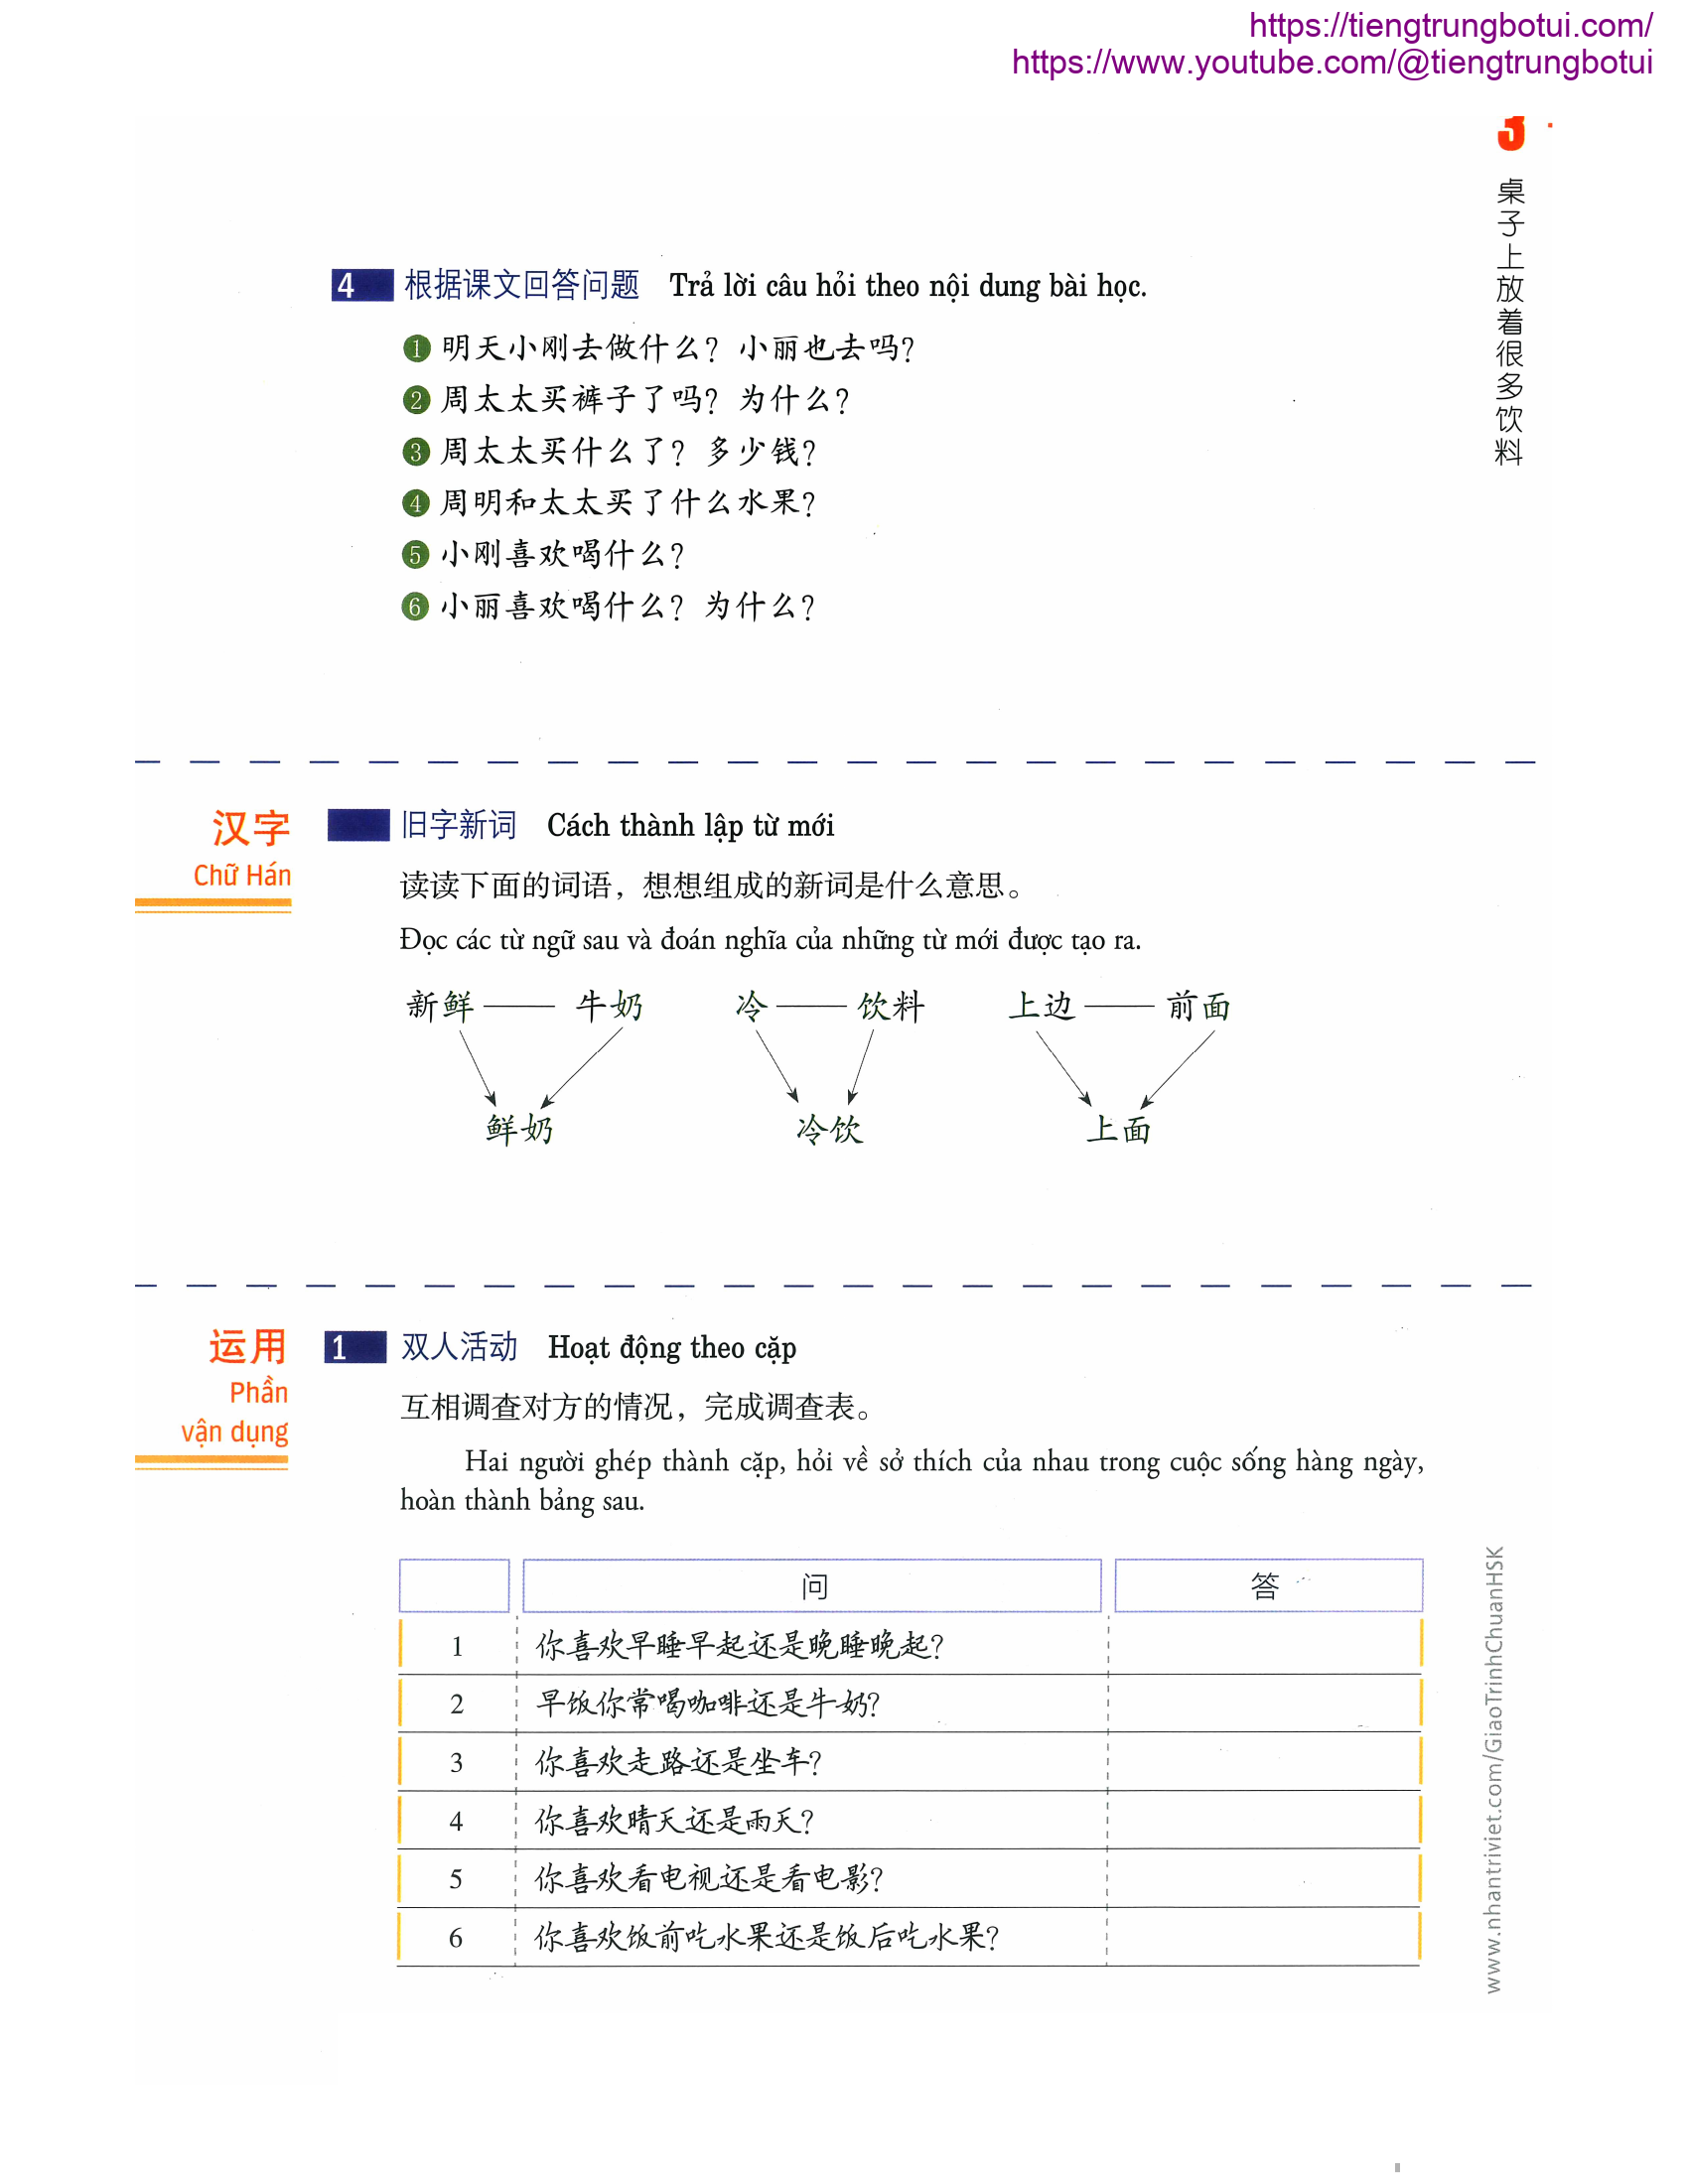 https://tiengtrungbotui.com/
https://www.youtube.com/@tiengtrungbotui
3
桌子上放着很多饮料
4 根据课文回答问题 Trả lời câu hỏi theo nội dung bài học.
1 明天小刚去做什么？小丽也去吗？
2 周太太买裤子了吗？为什么？
3 周太太买什么了？多少钱？
4 周明和太太买了什么水果？
5 小刚喜欢喝什么？
6 小丽喜欢喝什么？为什么？
汉字
Chữ Hán
旧字新词 Cách thành lập từ mới
读读下面的词语，想想组成的新词是什么意思。
Đọc các từ ngữ sau và đoán nghĩa của những từ mới được tạo ra.
新鲜 —— 牛奶 冷 —— 饮料 上边 —— 前面
鲜奶 冷饮 上面
运用
Phần
vận dụng
1 双人活动 Hoạt động theo cặp
互相调查对方的情况，完成调查表。
Hai người ghép thành cặp, hỏi về sở thích của nhau trong cuộc sống hàng ngày,
hoàn thành bảng sau.
问 答
1 你喜欢早睡早起还是晚睡晚起？
2 早饭你常喝咖啡还是牛奶？
3 你喜欢走路还是坐车？
4 你喜欢晴天还是雨天？
5 你喜欢看电视还是看电影？
6 你喜欢饭前吃水果还是饭后吃水果？
www.nhantriviet.com/GiaoTrinhChuanHSK